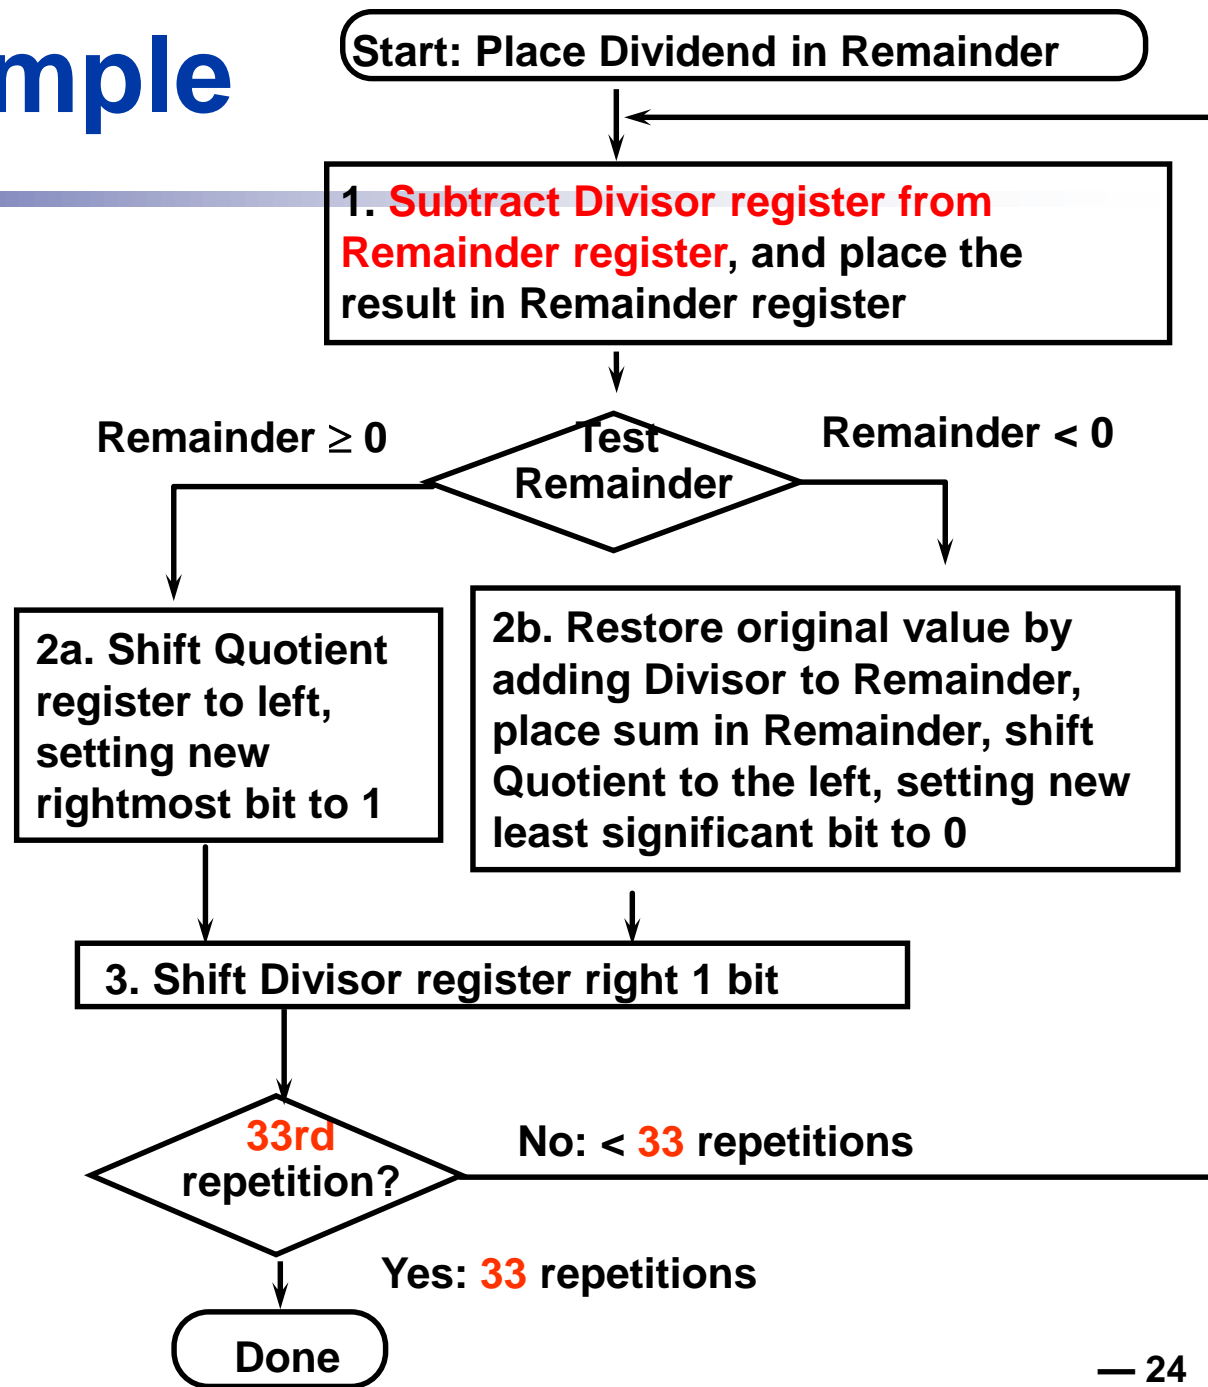 mple
Start: Place Dividend in Remainder
1. Subtract Divisor register from
Remainder register, and place the
result in Remainder register
Remainder ≥ 0
Test
Remainder
Remainder < 0
2a. Shift Quotient
register to left,
setting new
rightmost bit to 1
2b. Restore original value by
adding Divisor to Remainder,
place sum in Remainder, shift
Quotient to the left, setting new
least significant bit to 0
3. Shift Divisor register right 1 bit
33rd
repetition?
No: < 33 repetitions
Yes: 33 repetitions
Done
— 24